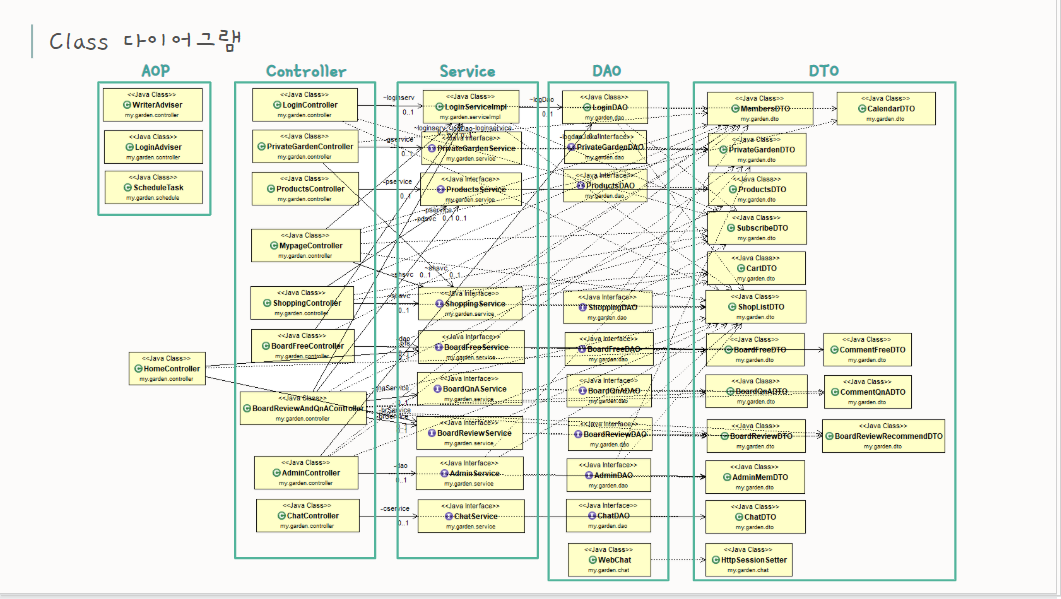 Class 다이어그램
AOP
Controller
Service
DAO
DTO
<<Java Class>>
WriterAdviser
my.garden.controller
<<Java Class>>
LoginAdviser
my.garden.controller
<<Java Class>>
ScheduleTask
my.garden.schedule
<<Java Class>>
HomeController
my.garden.controller
<<Java Class>>
LoginController
my.garden.controller
<<Java Class>>
PrivateGardenController
my.garden.controller
<<Java Class>>
ProductsController
my.garden.controller
<<Java Class>>
MypageController
my.garden.controller
<<Java Class>>
ShoppingController
my.garden.controller
<<Java Class>>
BoardFreeController
my.garden.controller
<<Java Class>>
BoardReviewAndQnAController
my.garden.controller
<<Java Class>>
AdminController
my.garden.controller
<<Java Class>>
ChatController
my.garden.controller
~loginserv
0..1
~gservice
0..1
~pservice
0..1
~dao
0..1
~cservice
0..1
<<Java Class>>
LoginServiceImpl
my.garden.serviceImpl
<<Java Interface>>
PrivateGardenService
my.garden.service
<<Java Interface>>
ProductsService
my.garden.service
<<Java Interface>>
ShoppingService
my.garden.service
<<Java Interface>>
BoardFreeService
my.garden.service
<<Java Interface>>
BoardQnAService
my.garden.service
<<Java Interface>>
BoardReviewService
my.garden.service
<<Java Interface>>
AdminService
my.garden.service
<<Java Interface>>
ChatService
my.garden.service
0..1
<<Java Class>>
LoginDAO
my.garden.dao
PrivateGardenDAO
my.garden.dao
<<Java Interface>>
ProductsDAO
my.garden.dao
<<Java Interface>>
ShoppingDAO
my.garden.dao
<<Java Interface>>
BoardFreeDAO
my.garden.dao
<<Java Interface>>
BoardQnADAO
my.garden.dao
<<Java Interface>>
BoardReviewDAO
my.garden.dao
<<Java Interface>>
AdminDAO
my.garden.dao
<<Java Interface>>
ChatDAO
my.garden.dao
<<Java Class>>
WebChat
my.garden.chat
<<Java Class>>
MembersDTO
my.garden.dto
<<Java Class>>
CalendarDTO
my.garden.dto
<<Java Class>>
PrivateGardenDTO
my.garden.dto
<<Java Class>>
ProductsDTO
my.garden.dto
<<Java Class>>
SubscribeDTO
my.garden.dto
<<Java Class>>
CartDTO
my.garden.dto
<<Java Class>>
ShopListDTO
my.garden.dto
<<Java Class>>
BoardFreeDTO
my.garden.dto
<<Java Class>>
CommentFreeDTO
my.garden.dto
<<Java Class>>
BoardQnADTO
my.garden.dto
<<Java Class>>
CommentQnADTO
my.garden.dto
<<Java Class>>
BoardReviewDTO
my.garden.dto
<<Java Class>>
BoardReviewRecommendDTO
my.garden.dto
<<Java Class>>
AdminMemDTO
my.garden.dto
<<Java Class>>
ChatDTO
my.garden.dto
<<Java Class>>
HttpSessionSetter
my.garden.chat